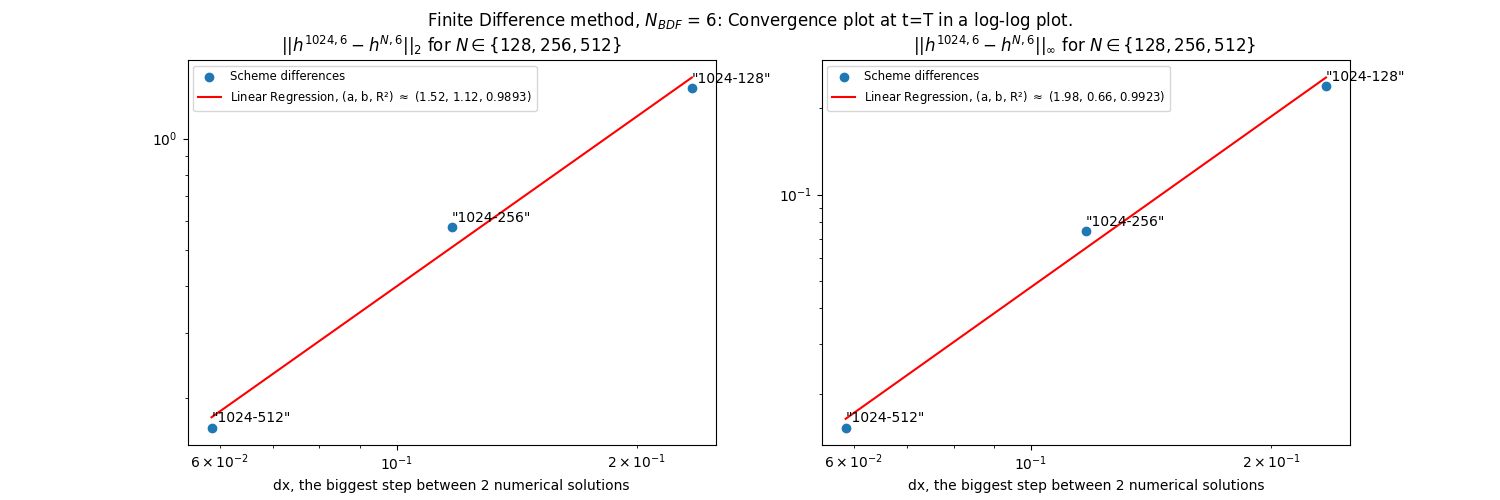 Finite Difference method, $N_{BDF}$ = 6: Convergence plot at t=T in a log-log plot.
$||h^{1024,6} - h^{N,6}||_2$ for $N \in \{128, 256, 512\}$
Scheme differences
Linear Regression, (a, b, R²) ≈ (1.52, 1.12, 0.9893)
"1024-128"
"1024-256"
"1024-512"
$10^0$
$6 × 10^{-2}$
$10^{-1}$
$2 × 10^{-1}$
dx, the biggest step between 2 numerical solutions
$||h^{1024,6} - h^{N,6}||_∞$ for $N \in \{128, 256, 512\}$
Scheme differences
Linear Regression, (a, b, R²) ≈ (1.98, 0.66, 0.9923)
"1024-128"
"1024-256"
"1024-512"
$10^{-1}$
$6 × 10^{-2}$
$10^{-1}$
$2 × 10^{-1}$
dx, the biggest step between 2 numerical solutions